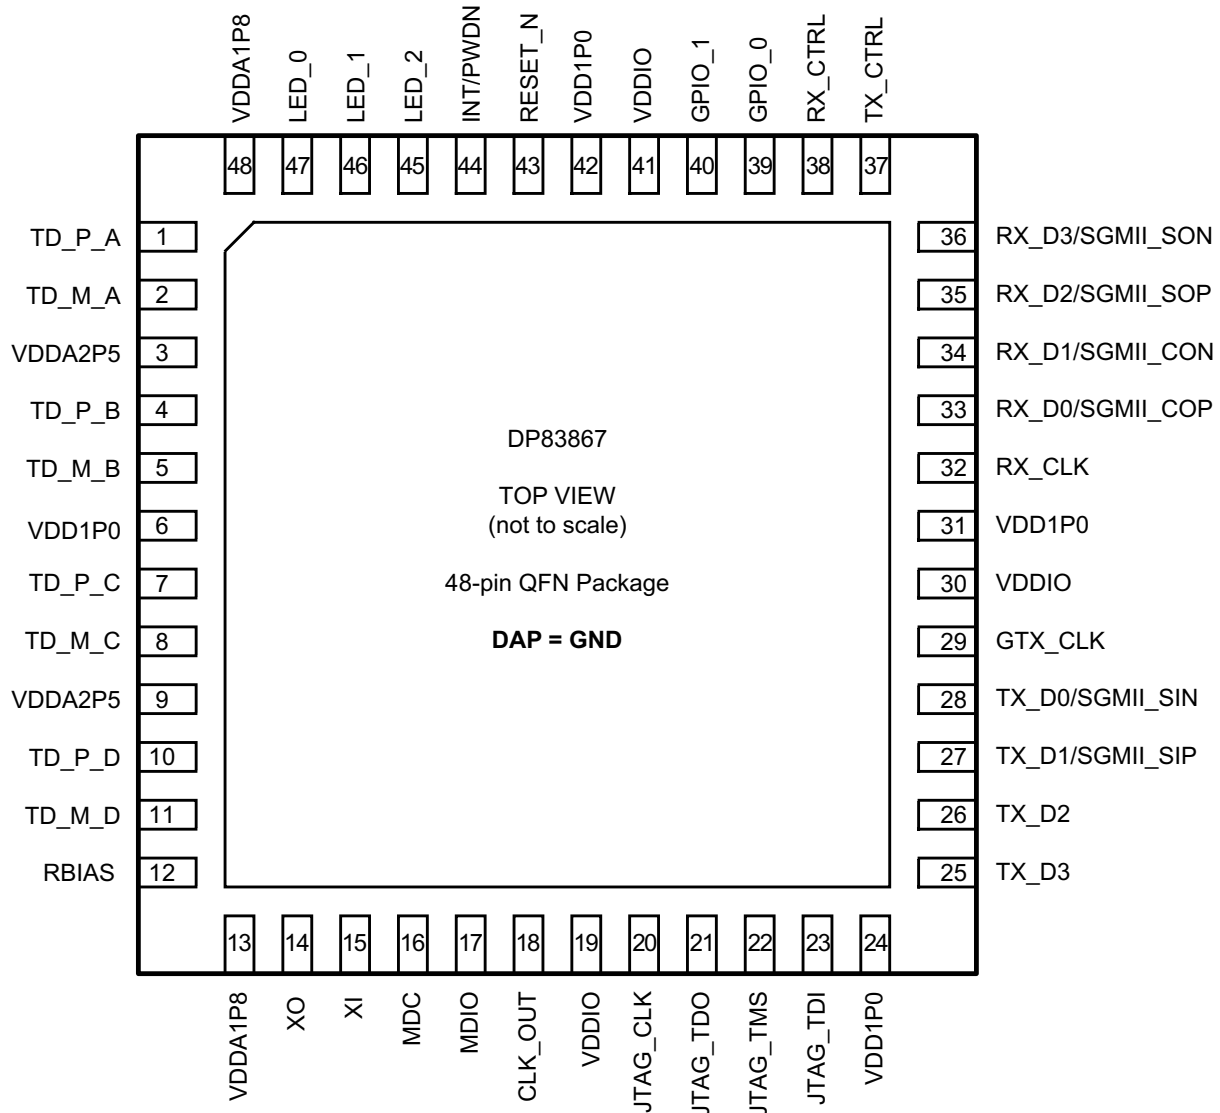 VDDA1P8
LED_0
LED_1
LED_2
INT/PWDN
RESET_N
VDD1P0
VDDIO
GPIO_1
GPIO_0
RX_CTRL
TX_CTRL
48
47
46
45
44
43
42
41
40
39
38
37
TD_P_A 1
TD_M_A 2
VDDA2P5 3
TD_P_B 4
TD_M_B 5
VDD1P0 6
TD_P_C 7
TD_M_C 8
VDDA2P5 9
TD_P_D 10
TD_M_D 11
RBIAS 12
DP83867
TOP VIEW
(not to scale)
48-pin QFN Package
DAP = GND
36 RX_D3/SGMII_SON
35 RX_D2/SGMII_SOP
34 RX_D1/SGMII_CON
33 RX_D0/SGMII_COP
32 RX_CLK
31 VDD1P0
30 VDDIO
29 GTX_CLK
28 TX_D0/SGMII_SIN
27 TX_D1/SGMII_SIP
26 TX_D2
25 TX_D3
13
14
15
16
17
18
19
20
21
22
23
24
VDDA1P8
XO
XI
MDC
MDIO
CLK_OUT
VDDIO
JTAG_CLK
JTAG_TDO
JTAG_TMS
JTAG_TDI
VDD1P0